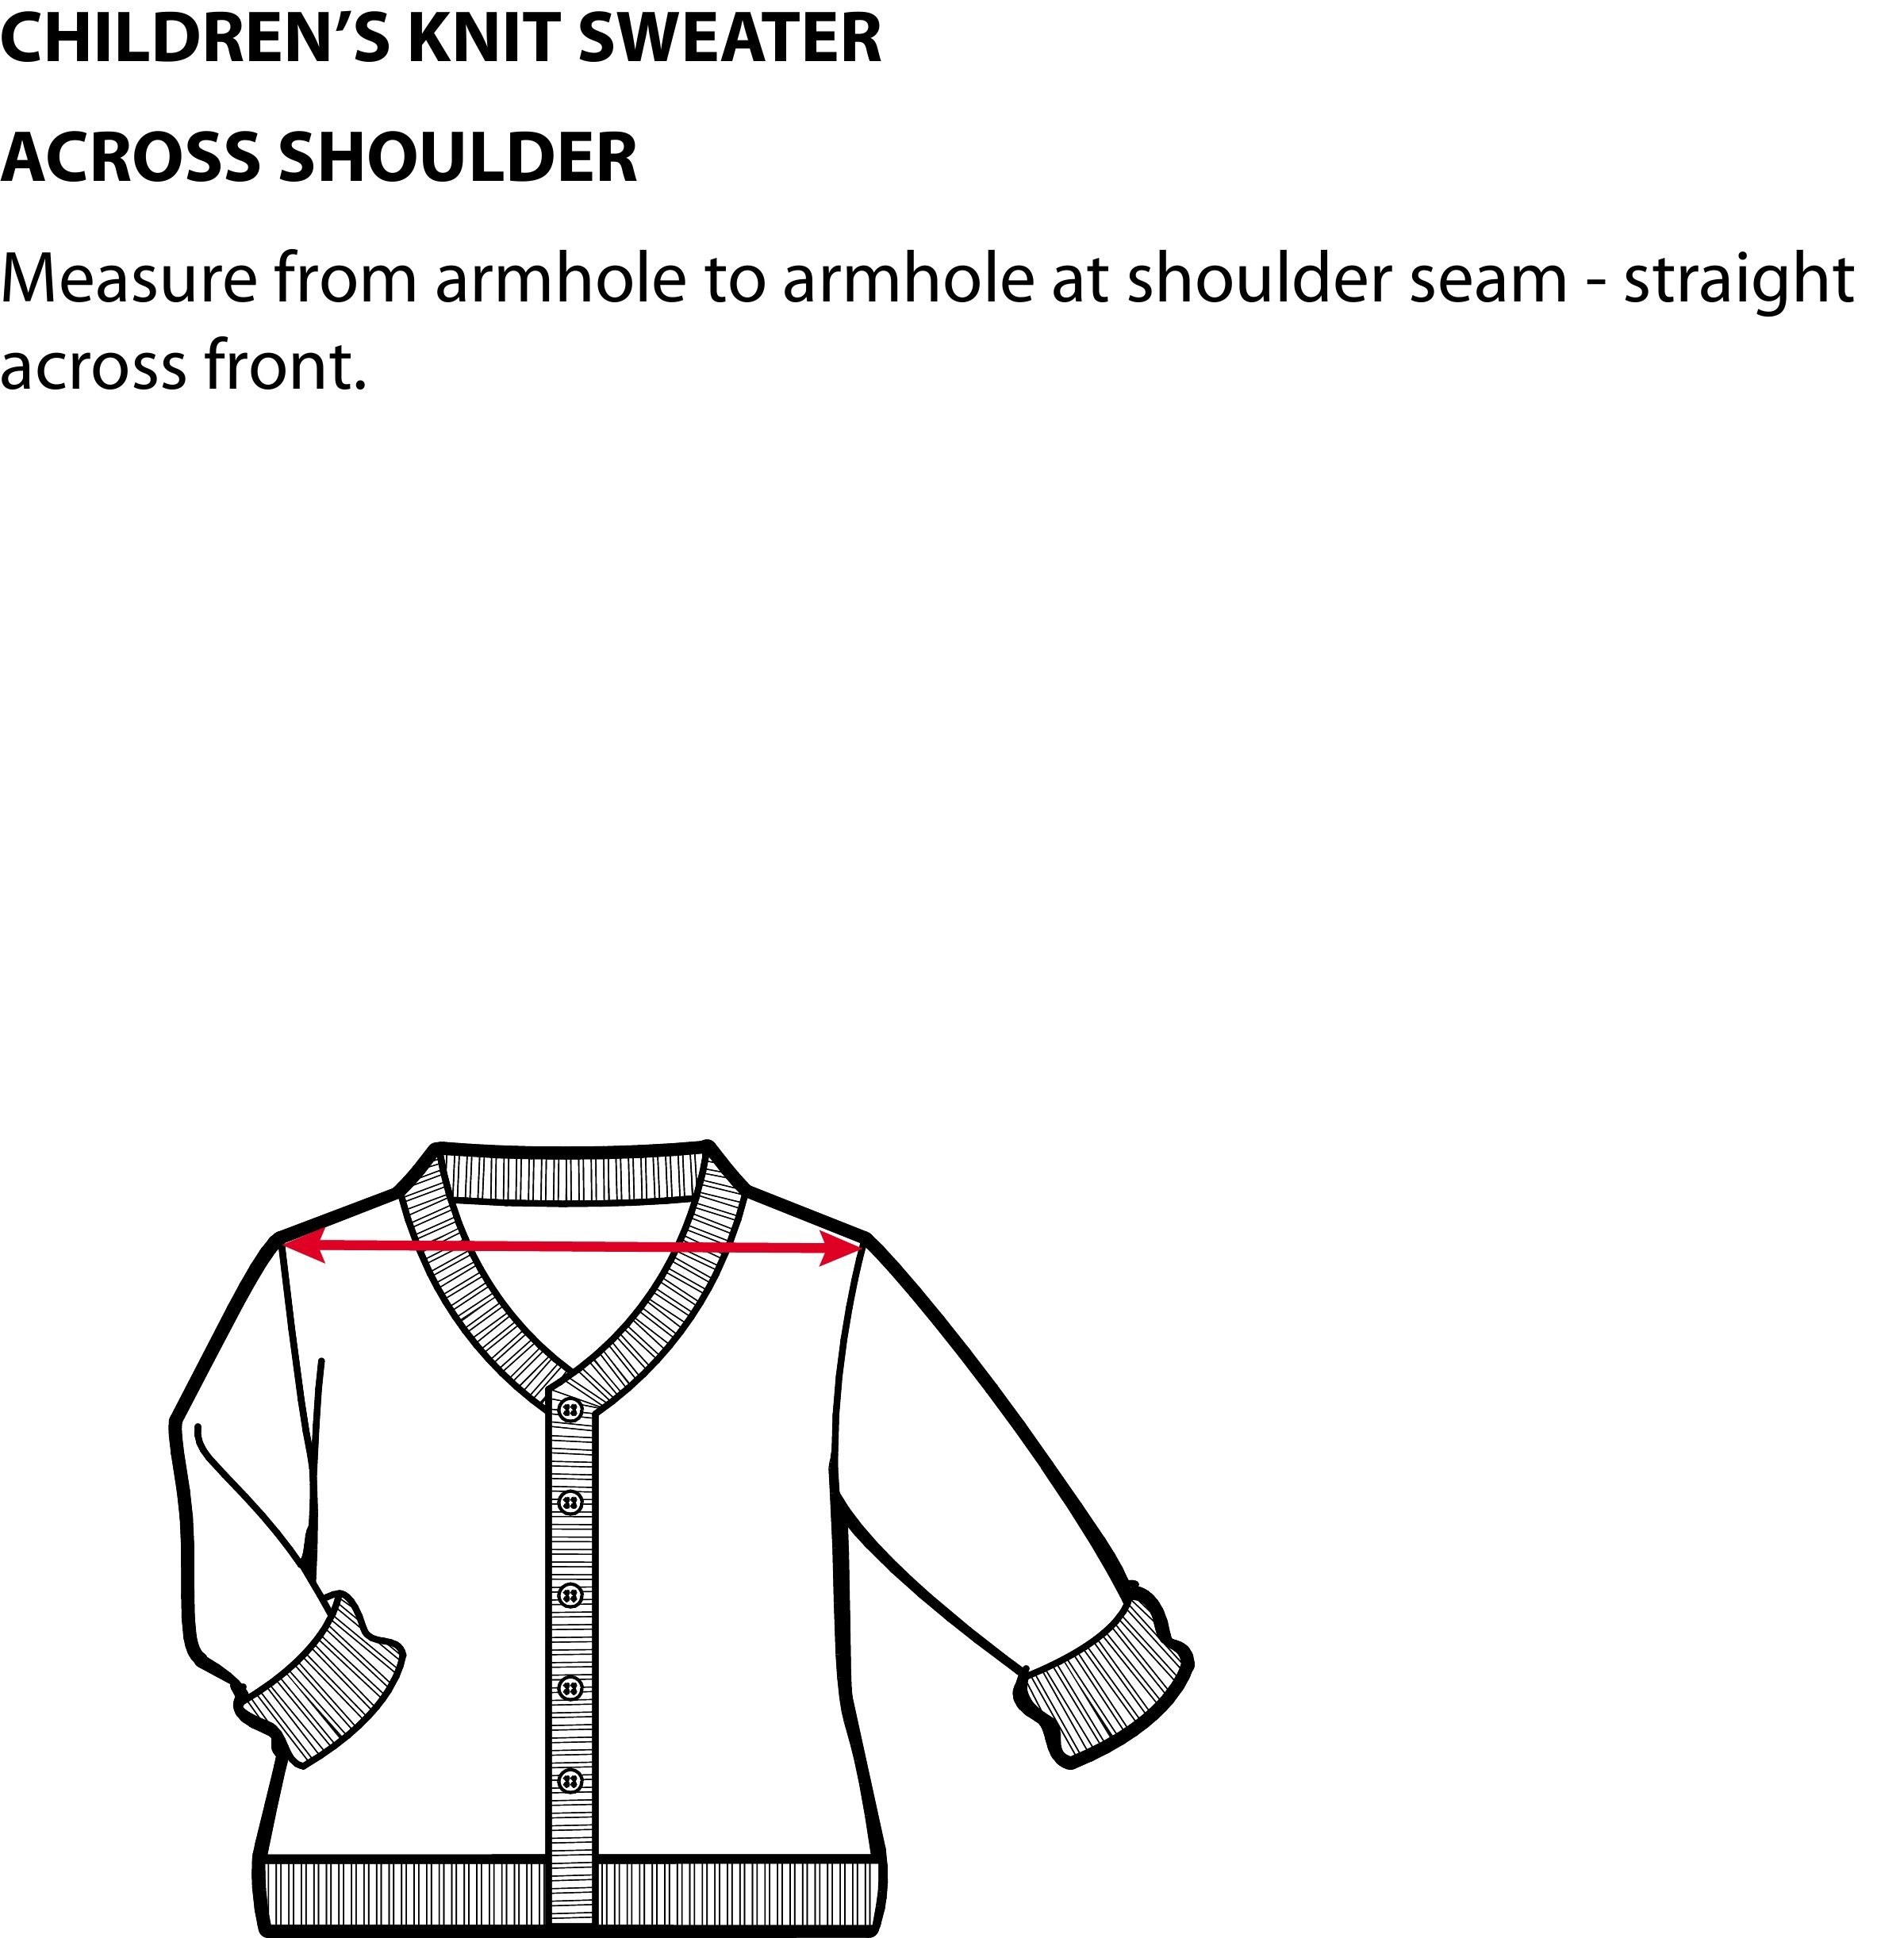 CHILDREN’S KNIT SWEATER
ACROSS SHOULDER
Measure from armhole to armhole at shoulder seam - straight
across front.